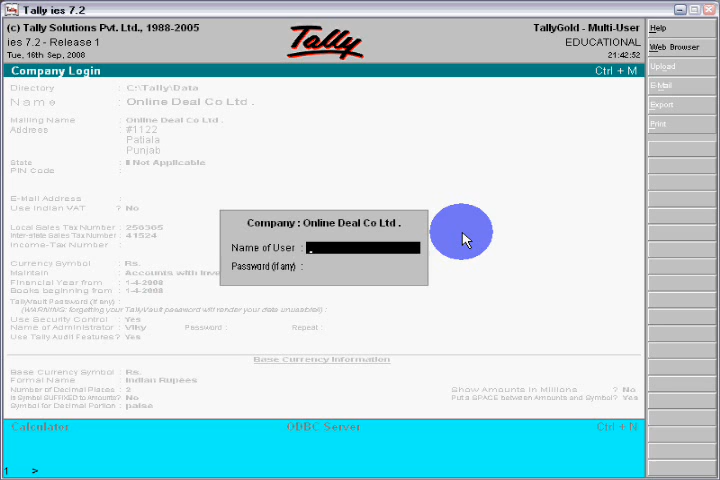 Tally ies 7.2
(c) Tally Solutions Pvt. Ltd., 1988-2005
ies 7.2 - Release 1
Tue, 16th Sep, 2008
Tally
TallyGold - Multi-User
EDUCATIONAL
21:42:52
Company Login Ctrl + M
Directory : C:\Tally\Data
Name : Online Deal Co Ltd .
Mailing Name : Online Deal Co Ltd .
Address : #1122
Patiala
Punjab
State : Not Applicable
PIN Code :
E-Mail Address :
Use Indian VAT ? No
Local Sales Tax Number :
Inter-state Sales Tax Number : 41524
Income-Tax Number :
Currency Symbol : Rs.
Maintain : Accounts with Inve
Financial Year from : 1-4-2008
Books beginning from : 1-4-2008
TallyVault Password (if any) :
(WARNING: forgetting your TallyVault password will render your data unusable!) :
Use Security Control : Yes
Name of Administrator : Viky Password : Repeat :
Use Tally Audit Features? Yes
Base Currency Information
Base Currency Symbol : Rs.
Formal Name : Indian Rupees
Number of Decimal Places : 2
Is Symbol SUFFIXED to Amounts? No
Symbol for Decimal Portion : paise
Show Amounts in Millions ? No
Put a SPACE between Amounts and Symbol? Yes
Company : Online Deal Co Ltd .
Name of User :
Password (if any) :
Calculator ODBC Server Ctrl + N
1 >
Help
Web Browser
Upload
E-Mail
Export
Print